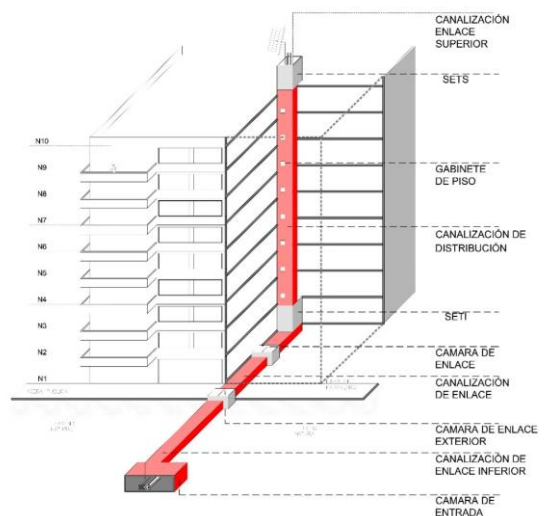 CANALIZACIÓN
ENLACE
SUPERIOR
SETS
GABINETE
DE PISO
CANALIZACIÓN DE
DISTRIBUCIÓN
SETI
CAMARA DE
ENLACE
CANALIZACIÓN
DE ENLACE
CAMARA DE ENLACE
EXTERIOR
CANALIZACIÓN DE
ENLACE INFERIOR
CAMARA DE
ENTRADA
N10
N9
N8
N7
N6
N5
N4
N3
N2
N1